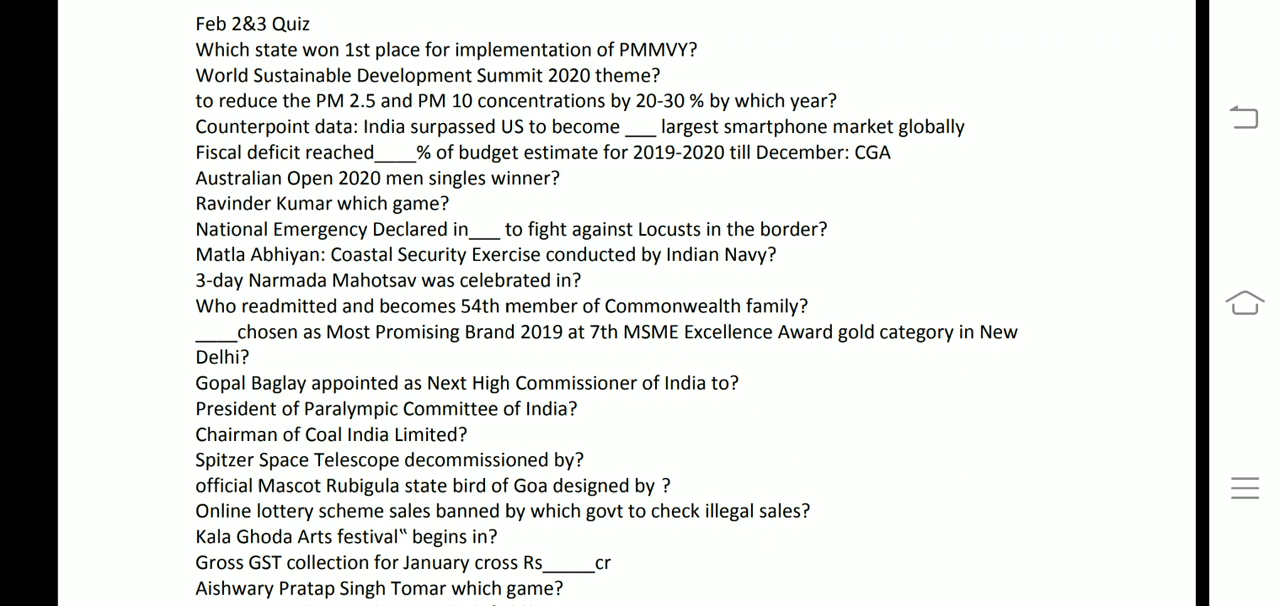 Feb 2&3 Quiz
Which state won 1st place for implementation of PMMVY?
World Sustainable Development Summit 2020 theme?
to reduce the PM 2.5 and PM 10 concentrations by 20-30 % by which year?
Counterpoint data: India surpassed US to become ___ largest smartphone market globally
Fiscal deficit reached____% of budget estimate for 2019-2020 till December: CGA
Australian Open 2020 men singles winner?
Ravinder Kumar which game?
National Emergency Declared in___ to fight against Locusts in the border?
Matla Abhiyan: Coastal Security Exercise conducted by Indian Navy?
3-day Narmada Mahotsav was celebrated in?
Who readmitted and becomes 54th member of Commonwealth family?
____chosen as Most Promising Brand 2019 at 7th MSME Excellence Award gold category in New
Delhi?
Gopal Baglay appointed as Next High Commissioner of India to?
President of Paralympic Committee of India?
Chairman of Coal India Limited?
Spitzer Space Telescope decommissioned by?
official Mascot Rubigula state bird of Goa designed by ?
Online lottery scheme sales banned by which govt to check illegal sales?
Kala Ghoda Arts festival‟ begins in?
Gross GST collection for January cross Rs_____cr
Aishwary Pratap Singh Tomar which game?